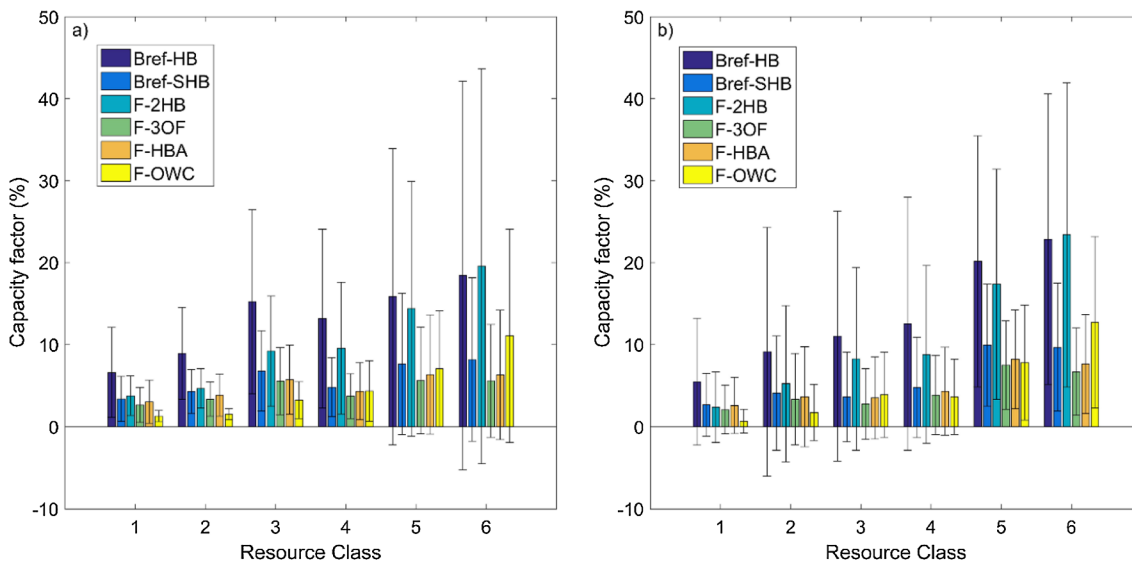 a)
Bref-HB
Bref-SHB
F-2HB
F-3OF
F-HBA
F-OWC
50
40
30
20
10
0
-10
Capacity factor (%)
1 2 3 4 5 6
Resource Class
b)
Bref-HB
Bref-SHB
F-2HB
F-3OF
F-HBA
F-OWC
50
40
30
20
10
0
-10
Capacity factor (%)
1 2 3 4 5 6
Resource Class